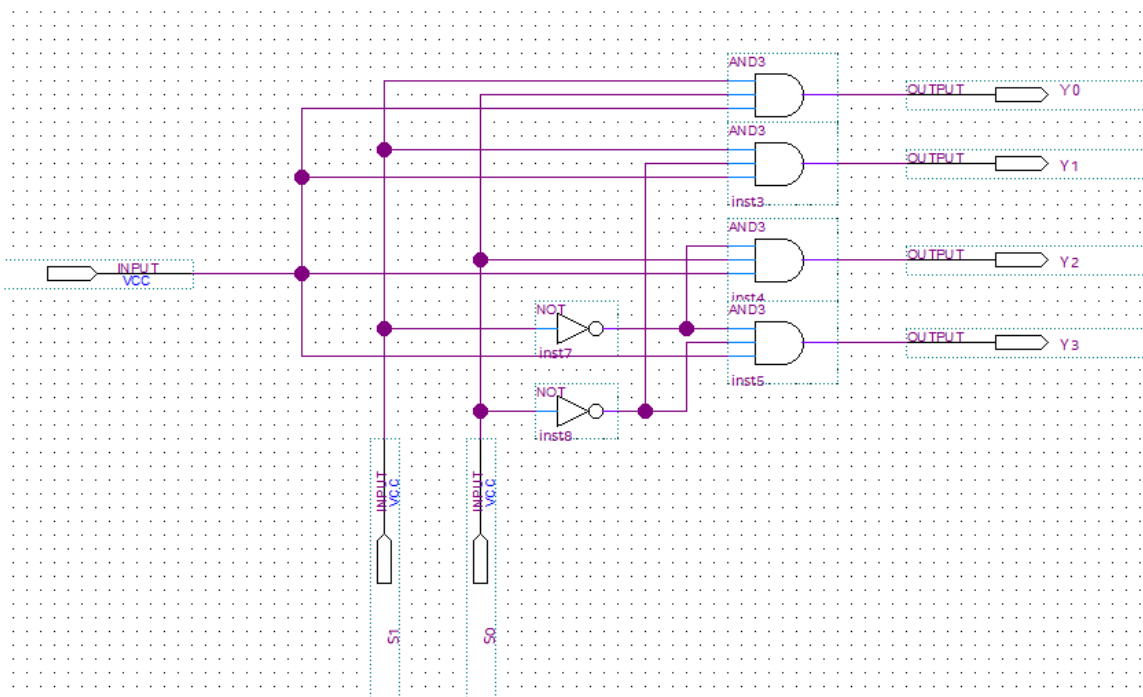 AND3
OUTPUT
Y0
AND3
OUTPUT
Y1
inst3
AND3
OUTPUT
Y2
INPUT
VCC
inst4
NOT
AND3
OUTPUT
Y3
inst7
inst5
NOT
inst8
INPUT
VCC
INPUT
VCC
S1
S0